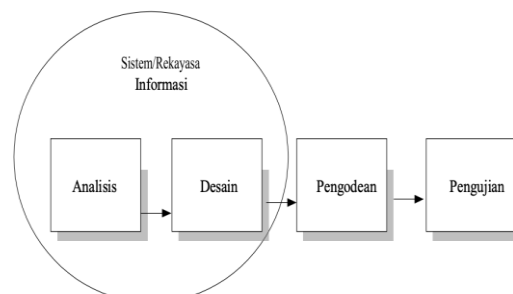 Sistem/Rekayasa
Informasi
Analisis
Desain
Pengodean
Pengujian